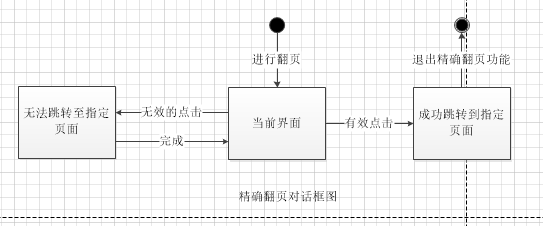 进行翻页
退出精确翻页功能
无法跳转至指定
页面
无效的点击
完成
当前界面
有效点击
成功跳转到指定
页面
精确翻页对话框图